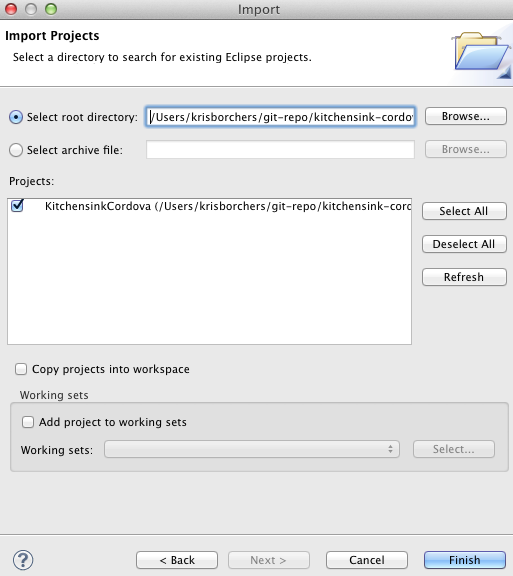 Import
Import Projects
Select a directory to search for existing Eclipse projects.
Select root directory: /Users/krisborchers/git-repo/kitchensink-cordov Browse...
Select archive file: Browse...
Projects:
KitchensinkCordova (/Users/krisborchers/git-repo/kitchensink-cord
Select All
Deselect All
Refresh
Copy projects into workspace
Working sets
Add project to working sets
Working sets: Select...
? < Back Next > Cancel Finish